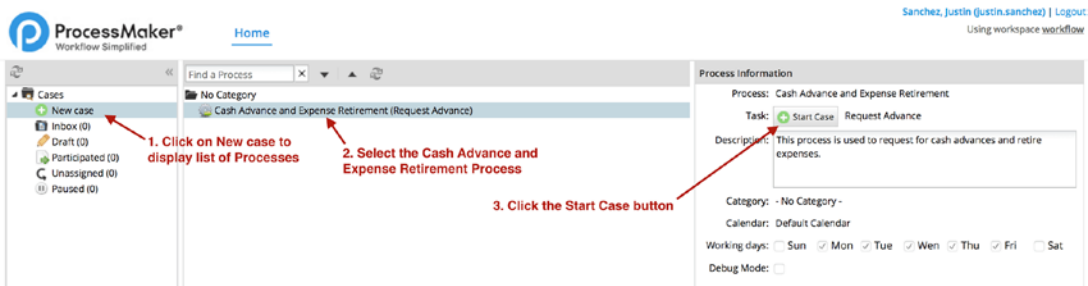 Sanchez, Justin (justin.sanchez) | Logout
Using workspace workflow
ProcessMaker®
Workflow Simplified
Home
Cases
New case
Inbox (0)
Draft (0)
Participated (0)
Unassigned (0)
Paused (0)
1. Click on New case to
display list of Processes
Find a Process
No Category
Cash Advance and Expense Retirement (Request Advance)
2. Select the Cash Advance and
Expense Retirement Process
3. Click the Start Case button
Process Information
Process: Cash Advance and Expense Retirement
Task: Start Case Request Advance
Description: This process is used to request for cash advances and retire
expenses.
Category: - No Category -
Calendar: Default Calendar
Working days: Sun Mon Tue Wen Thu Fri Sat
Debug Mode: